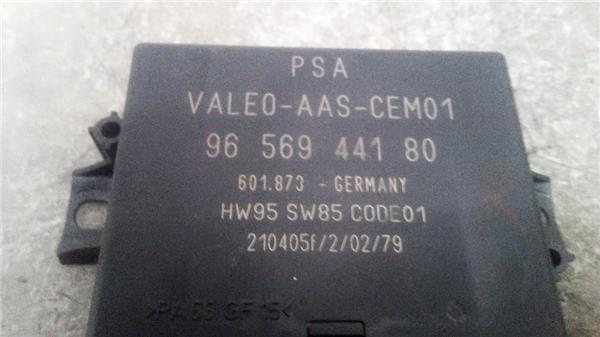 PSA
VALEO-AAS-CEM01
96 569 441 80
601.873 - GERMANY
HW95 SW85 CODE01
210405f/2/02/79
>PA 66 GF 15<